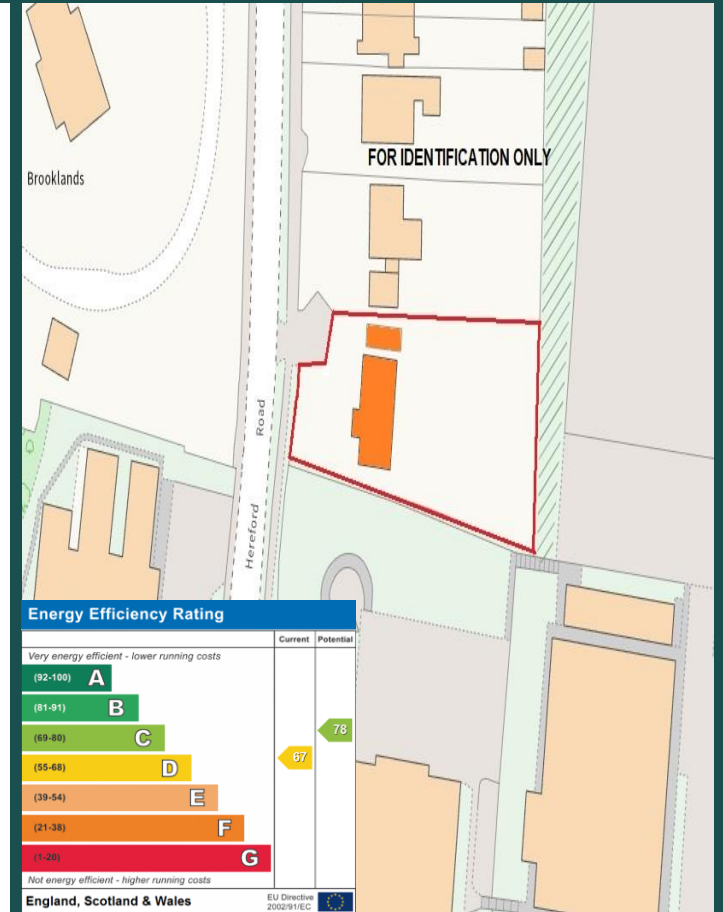 FOR IDENTIFICATION ONLY
Brooklands
Hereford Road
Energy Efficiency Rating
Current Potential
Very energy efficient - lower running costs
(92-100) A
(81-91) B
(69-80) C
78
(55-68) D
67
(39-54) E
(21-38) F
(1-20) G
Not energy efficient - higher running costs
England, Scotland & Wales
EU Directive
2002/91/EC